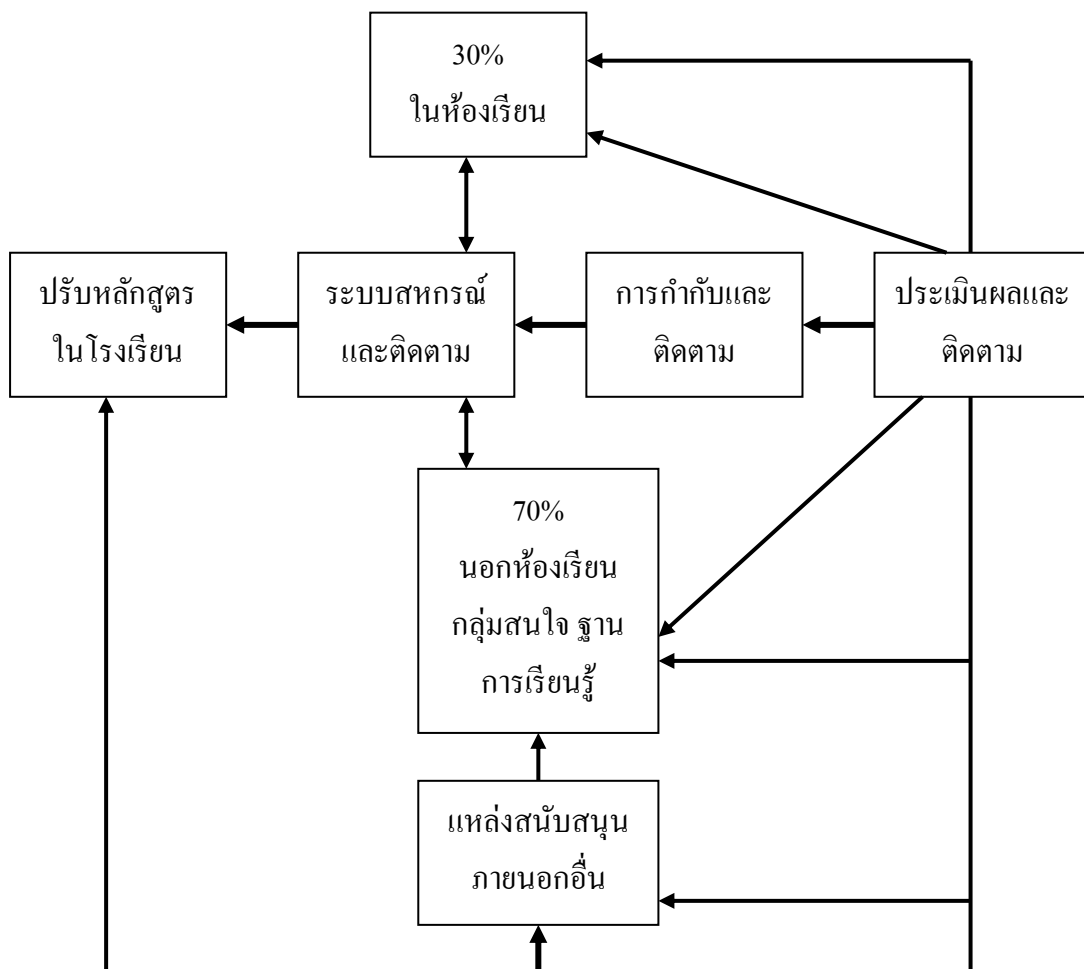 30%
ในห้องเรียน
ปรับหลักสูตร
ในโรงเรียน
ระบบสหกรณ์
และติดตาม
การกำกับและ
ติดตาม
ประเมินผลและ
ติดตาม
70%
นอกห้องเรียน
กลุ่มสนใจ ฐาน
การเรียนรู้
แหล่งสนับสนุน
ภายนอกอื่น